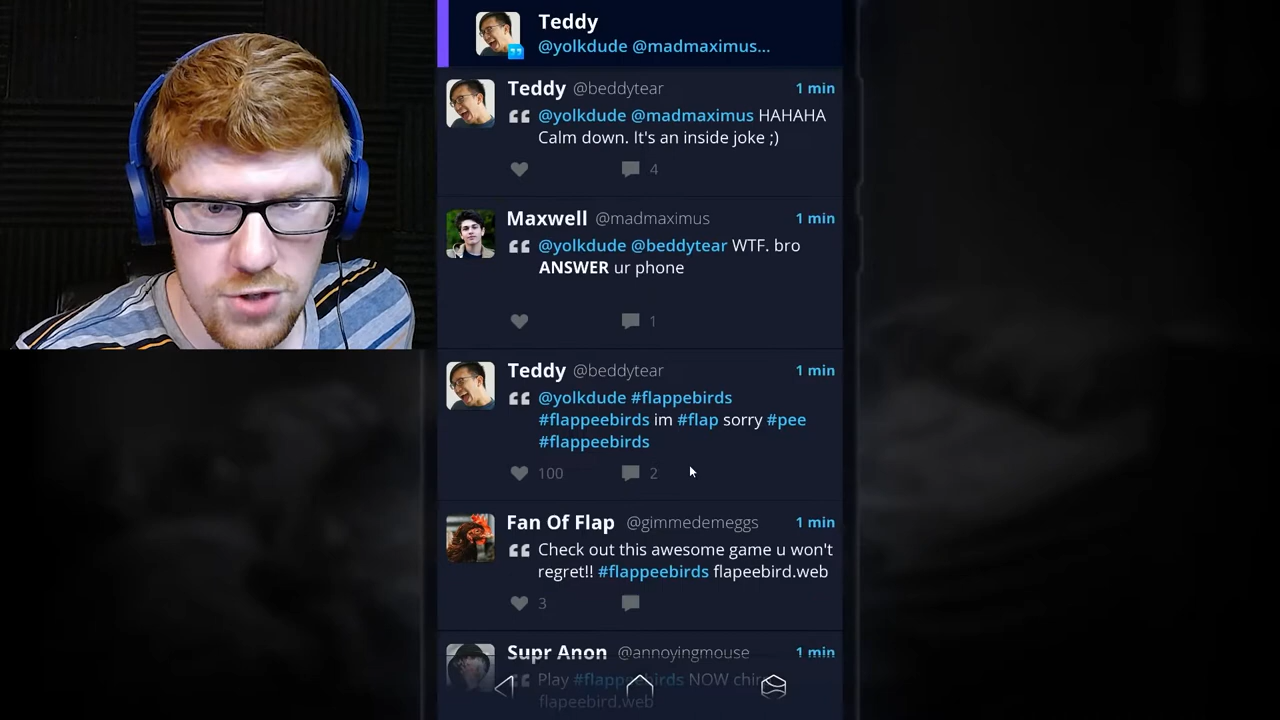 Teddy
@yolkdude @madmaximus...
Teddy @beddytear 1 min
@yolkdude @madmaximus HAHAHA
Calm down. It's an inside joke ;)
4
Maxwell @madmaximus 1 min
@yolkdude @beddytear WTF. bro
ANSWER ur phone
1
Teddy @beddytear 1 min
@yolkdude #flappebirds
#flappeebirds im #flap sorry #pee
#flappeebirds
100 2
Fan Of Flap @gimmedemeggs 1 min
Check out this awesome game u won't
regret!! #flappeebirds flapeebird.web
3
Supr Anon @annoyingmouse 1 min
Play NOW
flapeebird.web